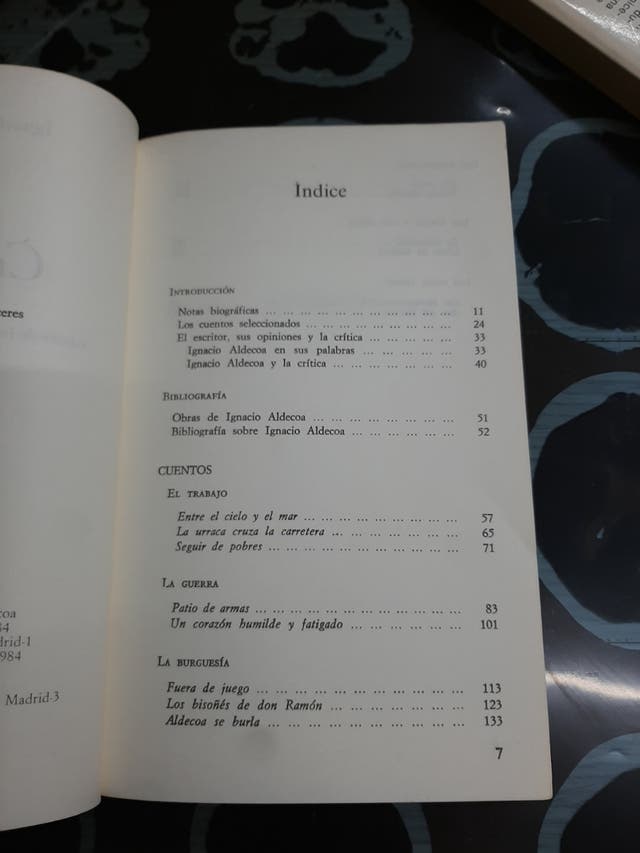 Índice
INTRODUCCIÓN
Notas biográficas ... ... ... ... ... ... ... ... ... ... ... 11
Los cuentos seleccionados ... ... ... ... ... ... ... ... ... 24
El escritor, sus opiniones y la crítica ... ... ... ... ... ... 33
Ignacio Aldecoa en sus palabras ... ... ... ... ... ... 33
Ignacio Aldecoa y la crítica ... ... ... ... ... ... ... 40
BIBLIOGRAFÍA
Obras de Ignacio Aldecoa ... ... ... ... ... ... ... ... 51
Bibliografía sobre Ignacio Aldecoa ... ... ... ... ... ... 52
CUENTOS
EL TRABAJO
Entre el cielo y el mar ... ... ... ... ... ... ... ... ... 57
La urraca cruza la carretera ... ... ... ... ... ... ... ... 65
Seguir de pobres ... ... ... ... ... ... ... ... ... ... 71
LA GUERRA
Patio de armas ... ... ... ... ... ... ... ... ... ... ... 83
Un corazón humilde y fatigado ... ... ... ... ... ... ... 101
LA BURGUESÍA
Fuera de juego ... ... ... ... ... ... ... ... ... ... ... 113
Los bisoñés de don Ramón ... ... ... ... ... ... ... ... 123
Aldecoa se burla ... ... ... ... ... ... ... ... ... ... 133
7
eres
coa
84
drid-1
1984
Madrid-3